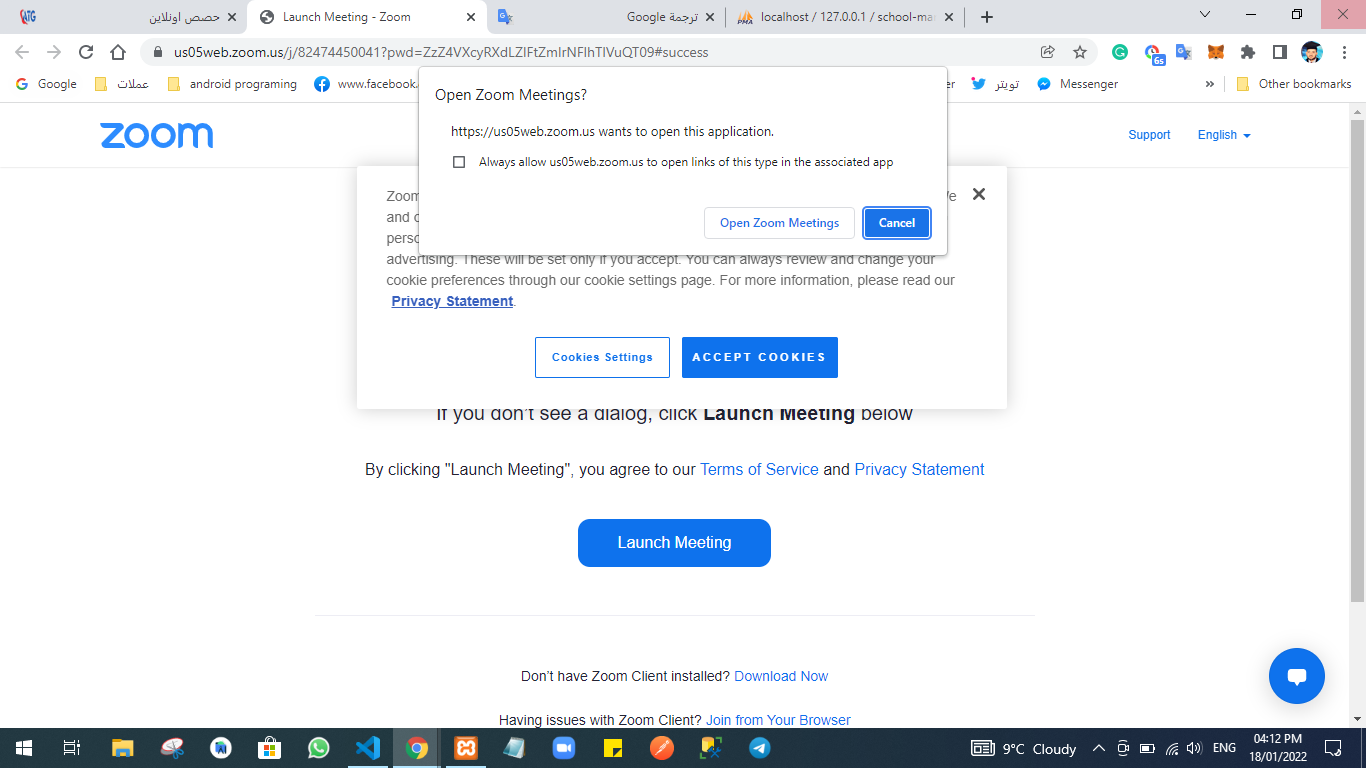 حصص اونلاين
Launch Meeting - Zoom
ترجمة Google
localhost / 127.0.0.1 / school-ma
us05web.zoom.us/j/82474450041?pwd=
6s
Google
عملات
android programing
www.facebook.
er
تويتر
Messenger
Other bookmarks
Open Zoom Meetings?
https://us05web.zoom.us wants to open this application.
Always allow us05web.zoom.us to open links of this type in the associated app
Open Zoom Meetings
Cancel
zoom
Support
English
Zoom
and
perso
advertising. These will be set only if you accept. You can always review and change your
cookie preferences through our cookie settings page. For more information, please read our
Privacy Statement.
Cookies Settings
ACCEPT COOKIES
If you don't see a dialog, click Launch Meeting below
By clicking "Launch Meeting", you agree to our Terms of Service and Privacy Statement
Launch Meeting
Don't have Zoom Client installed? Download Now
Having issues with Zoom Client? Join from Your Browser
9°C Cloudy
ENG
04:12 PM
18/01/2022